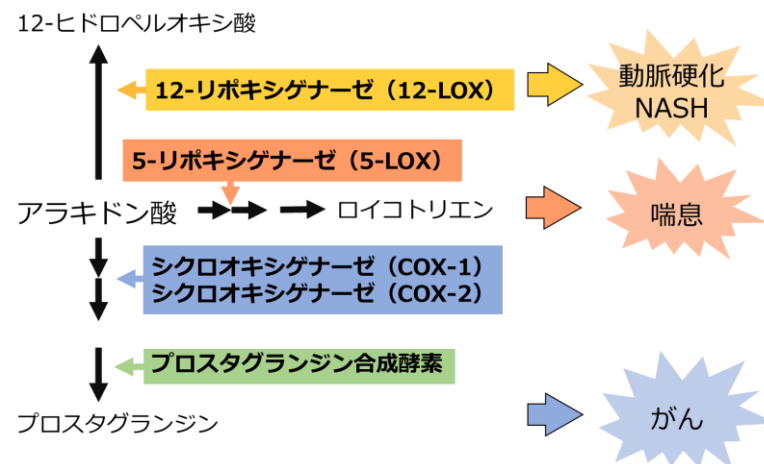 12-ヒドロペルオキシ酸
12-リポキシゲナーゼ（12-LOX）
動脈硬化
NASH
5-リポキシゲナーゼ（5-LOX）
アラキドン酸
ロイコトリエン
喘息
シクロオキシゲナーゼ（COX-1）
シクロオキシゲナーゼ（COX-2）
プロスタグランジン合成酵素
プロスタグランジン
がん